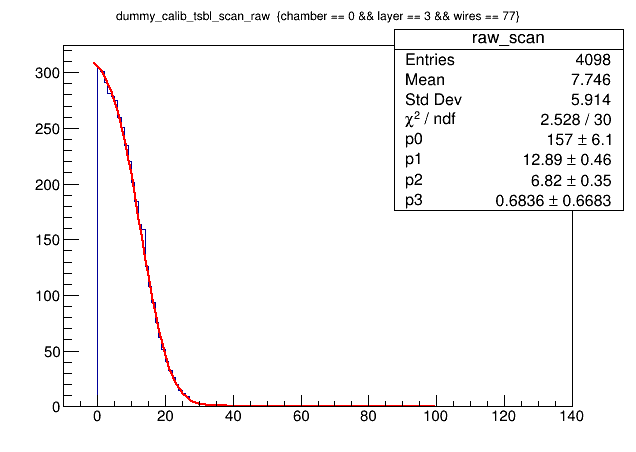 dummy_calib_tsbl_scan_raw {chamber == 0 && layer == 3 && wires == 77}
raw_scan
Entries 4098
Mean 7.746
Std Dev 5.914
χ² / ndf 2.528 / 30
p0 157 ± 6.1
p1 12.89 ± 0.46
p2 6.82 ± 0.35
p3 0.6836 ± 0.6683
300
250
200
150
100
50
0
0 20 40 60 80 100 120 140